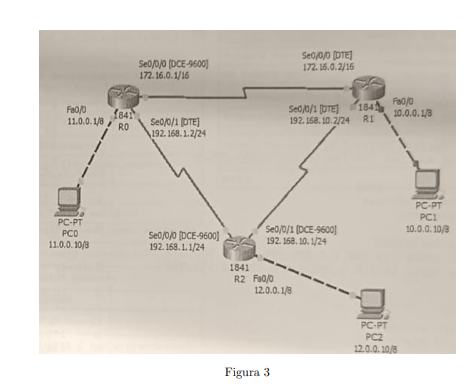 Se0/0/0 [DCE-9600]
172.16.0.1/16
Se0/0/0 [DTE]
172.16.0.2/16
Fa0/0
11.0.0.1/8
1841
R0
Se0/0/1 [DTE]
192.168.1.2/24
Se0/0/1 [DTE]
192.168.10.2/24
1841
R1
Fa0/0
10.0.0.1/8
PC-PT
PC0
11.0.0.10/8
PC-PT
PC1
10.0.0.10/8
Se0/0/0 [DCE-9600]
192.168.1.1/24
Se0/0/1 [DCE-9600]
192.168.10.1/24
1841
R2
Fa0/0
12.0.0.1/8
PC-PT
PC2
12.0.0.10/8
Figura 3